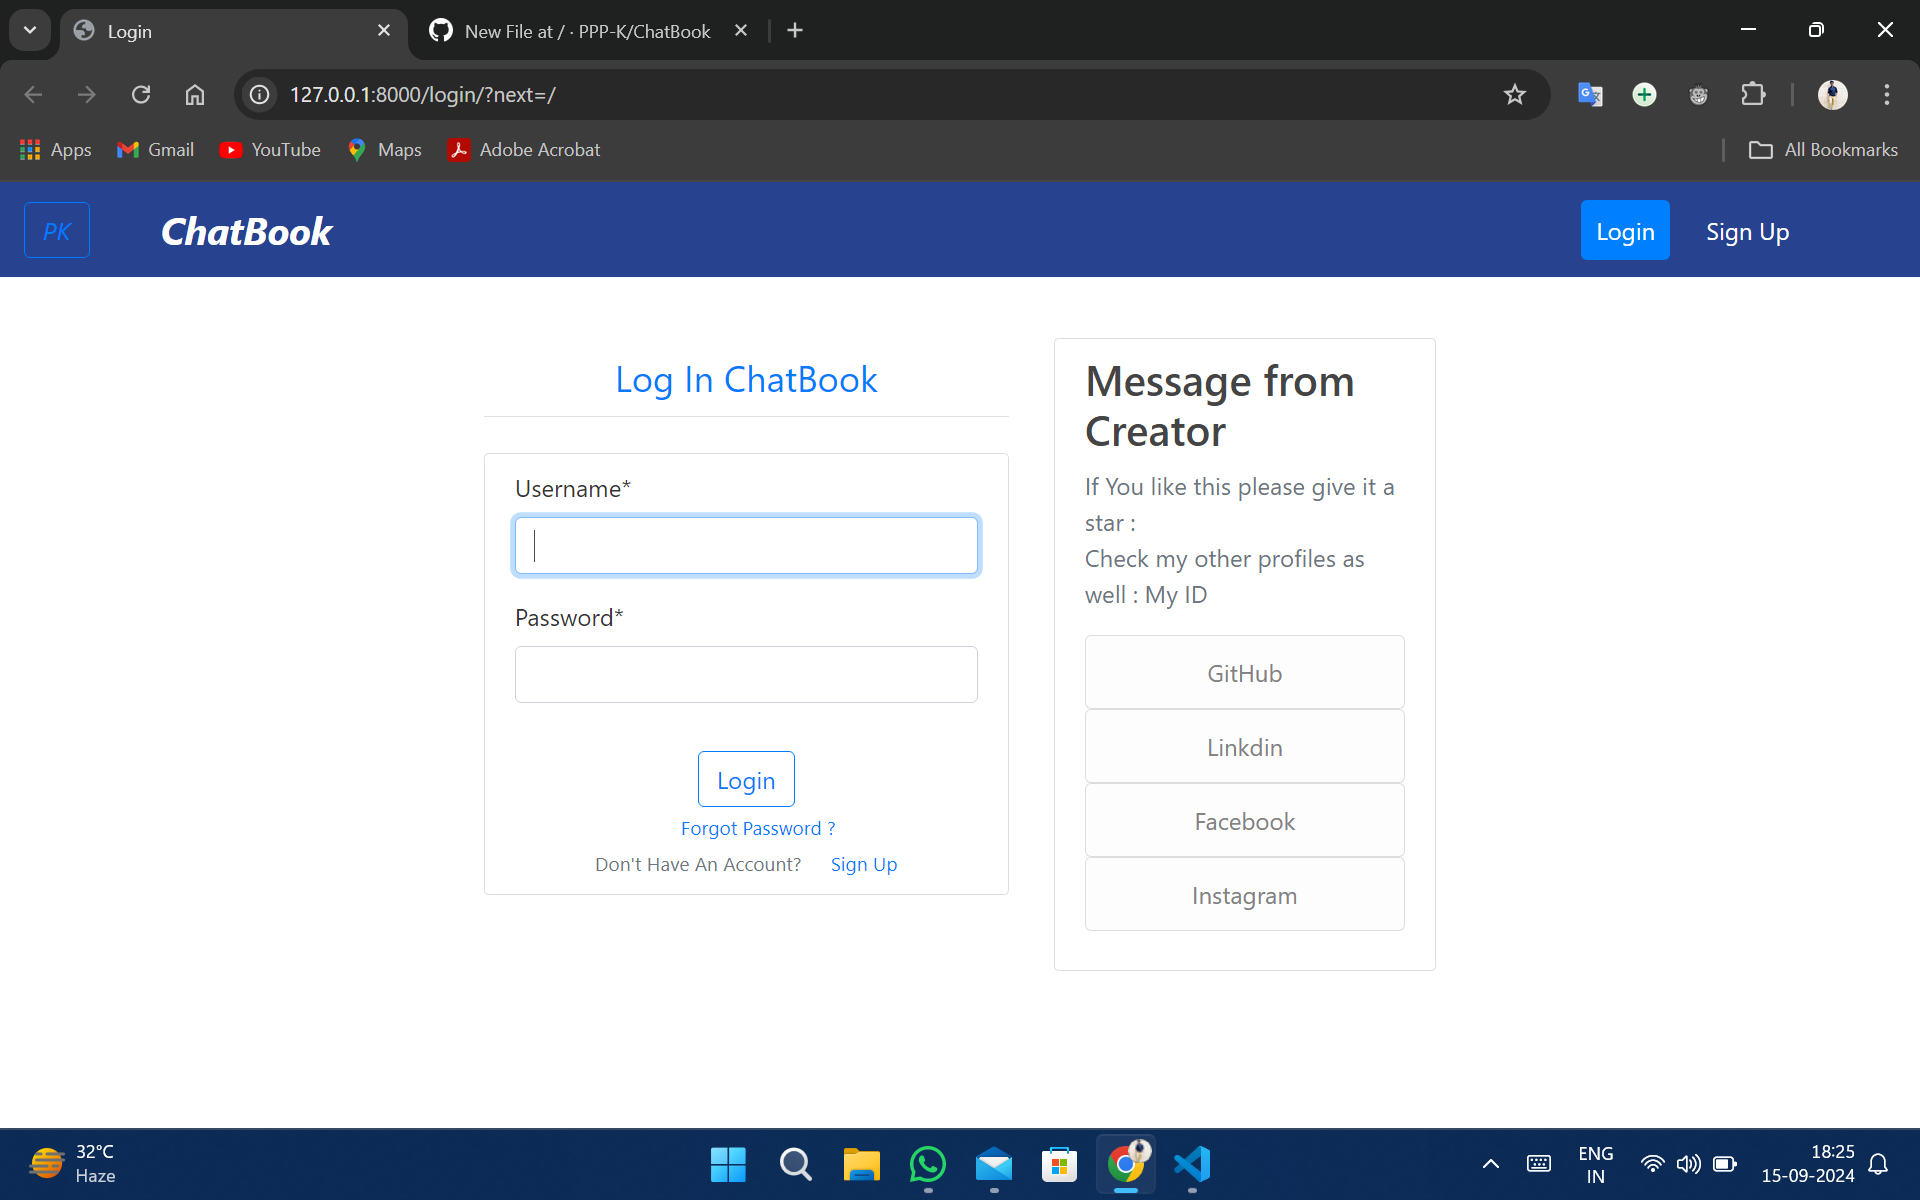 Login
New File at / · PPP-K/ChatBook
127.0.0.1:8000/login/?next=/
Apps
Gmail
YouTube
Maps
Adobe Acrobat
All Bookmarks
PK
ChatBook
Login
Sign Up
Log In ChatBook
Username*
Password*
Login
Forgot Password ?
Don't Have An Account? Sign Up
Message from
Creator
If You like this please give it a
star :
Check my other profiles as
well : My ID
GitHub
Linkdin
Facebook
Instagram
32°C
Haze
ENG
IN
18:25
15-09-2024